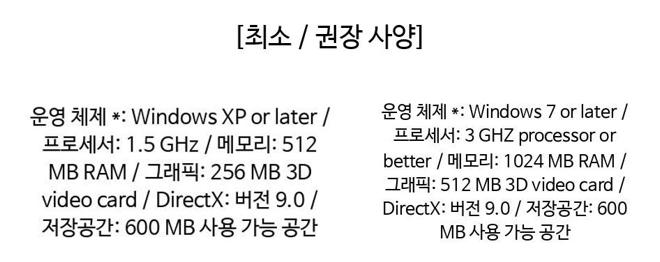 [최소 / 권장 사양]
운영 체제 *: Windows XP or later /
프로세서: 1.5 GHz / 메모리: 512
MB RAM / 그래픽: 256 MB 3D
video card / DirectX: 버전 9.0 /
저장공간: 600 MB 사용 가능 공간
운영 체제 *: Windows 7 or later /
프로세서: 3 GHZ processor or
better / 메모리: 1024 MB RAM /
그래픽: 512 MB 3D video card /
DirectX: 버전 9.0 / 저장공간: 600
MB 사용 가능 공간